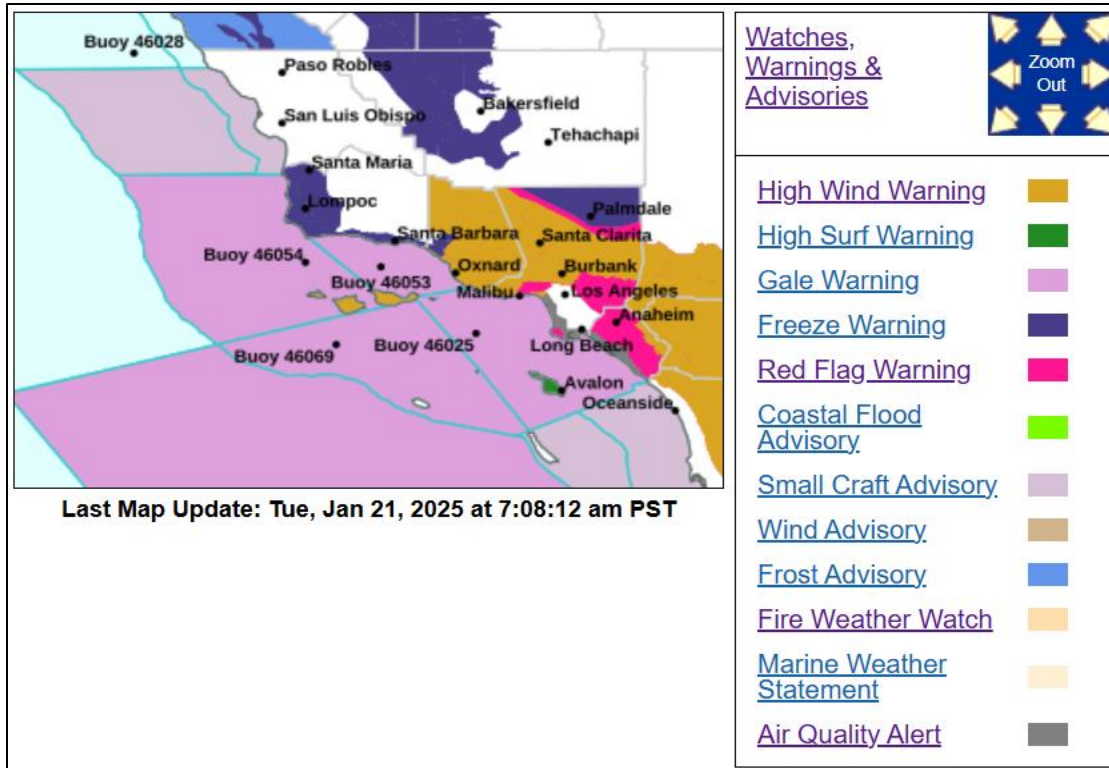 Buoy 46028
Paso Robles
Bakersfield
San Luis Obispo
Tehachapi
Santa Maria
Lompoc
Palmdale
Santa Barbara
Santa Clarita
Buoy 46054
Oxnard
Burbank
Buoy 46053
Malibu
Los Angeles
Anaheim
Buoy 46069
Buoy 46025
Long Beach
Avalon
Oceanside
Last Map Update: Tue, Jan 21, 2025 at 7:08:12 am PST
Watches,
Warnings &
Advisories
Zoom
Out
High Wind Warning
High Surf Warning
Gale Warning
Freeze Warning
Red Flag Warning
Coastal Flood
Advisory
Small Craft Advisory
Wind Advisory
Frost Advisory
Fire Weather Watch
Marine Weather
Statement
Air Quality Alert